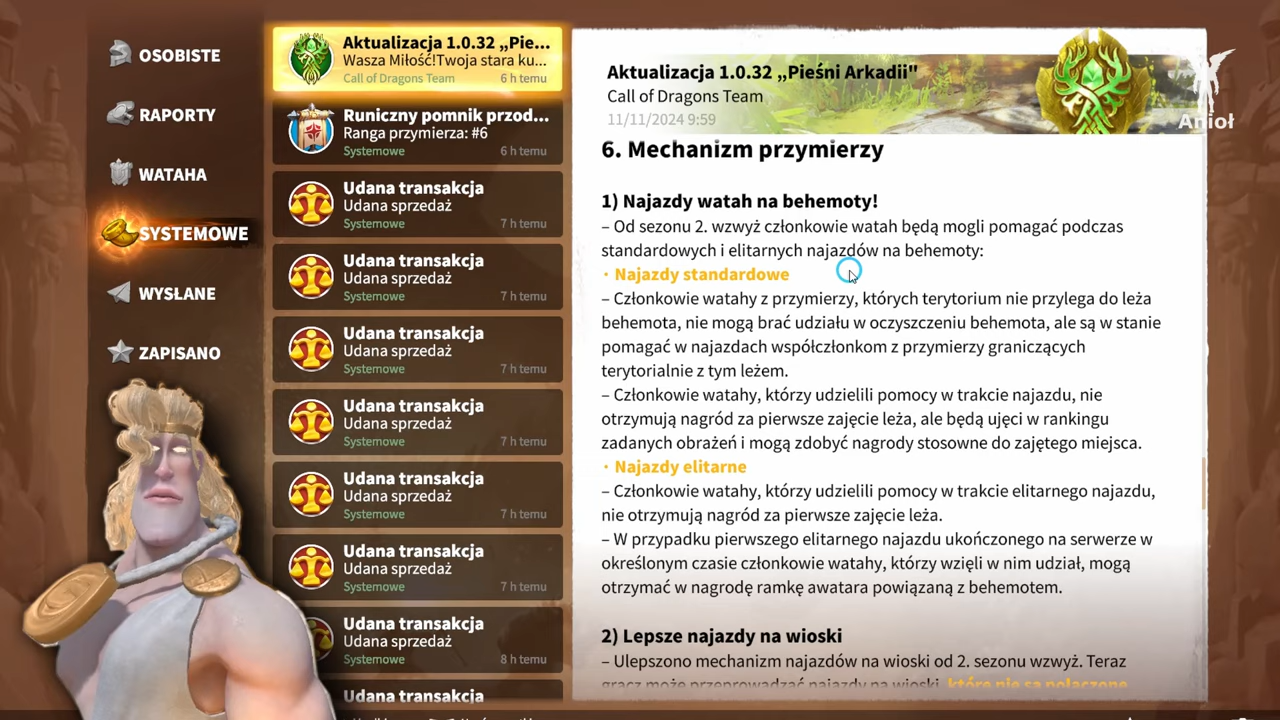 OSOBISTE
RAPORTY
WATAHA
SYSTEMOWE
WYSŁANE
ZAPISANO
Aktualizacja 1.0.32 „Pie...
Wasza Miłość!Twoja stara ku...
Call of Dragons Team 6 h temu
Runiczny pomnik przod...
Ranga przymierza: #6
Systemowe 6 h temu
Udana transakcja
Udana sprzedaż
Systemowe 7 h temu
Udana transakcja
Udana sprzedaż
Systemowe 7 h temu
Udana transakcja
Udana sprzedaż
Systemowe 7 h temu
Udana transakcja
Udana sprzedaż
Systemowe 7 h temu
Udana transakcja
Udana sprzedaż
Systemowe 7 h temu
Udana transakcja
Udana sprzedaż
Systemowe 7 h temu
Udana transakcja
Udana sprzedaż
Systemowe 8 h temu
Udana transakcja
Aktualizacja 1.0.32 „Pieśni Arkadii"
Call of Dragons Team
11/11/2024 9:59
Anioł
6. Mechanizm przymierzy
1) Najazdy watah na behemoty!
– Od sezonu 2. wzwyż członkowie watah będą mogli pomagać podczas
standardowych i elitarnych najazdów na behemoty:
· Najazdy standardowe
– Członkowie watahy z przymierzy, których terytorium nie przylega do leża
behemota, nie mogą brać udziału w oczyszczeniu behemota, ale są w stanie
pomagać w najazdach współczłonkom z przymierzy graniczących
terytorialnie z tym leżem.
– Członkowie watahy, którzy udzielili pomocy w trakcie najazdu, nie
otrzymują nagród za pierwsze zajęcie leża, ale będą ujęci w rankingu
zadanych obrażeń i mogą zdobyć nagrody stosowne do zajętego miejsca.
· Najazdy elitarne
– Członkowie watahy, którzy udzielili pomocy w trakcie elitarnego najazdu,
nie otrzymują nagród za pierwsze zajęcie leża.
– W przypadku pierwszego elitarnego najazdu ukończonego na serwerze w
określonym czasie członkowie watahy, którzy wzięli w nim udział, mogą
otrzymać w nagrodę ramkę awatara powiązaną z behemotem.
2) Lepsze najazdy na wioski
– Ulepszono mechanizm najazdów na wioski od 2. sezonu wzwyż. Teraz
gracz może przeprowadzać najazdy na wioski, które nie są połączone